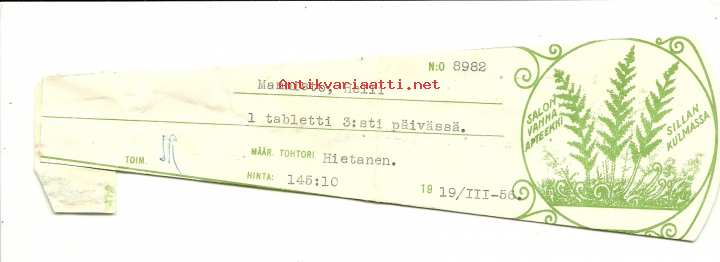 N:O 8982
Antikvariaatti.net
1 tabletti 3:sti päivässä.
TOIM.
MÄÄR. TOHTORI Hietanen.
HINTA: 145:10
19 19/III-56.
SALON
VANHA
APTEEKKI
SILLAN
KULMASSA